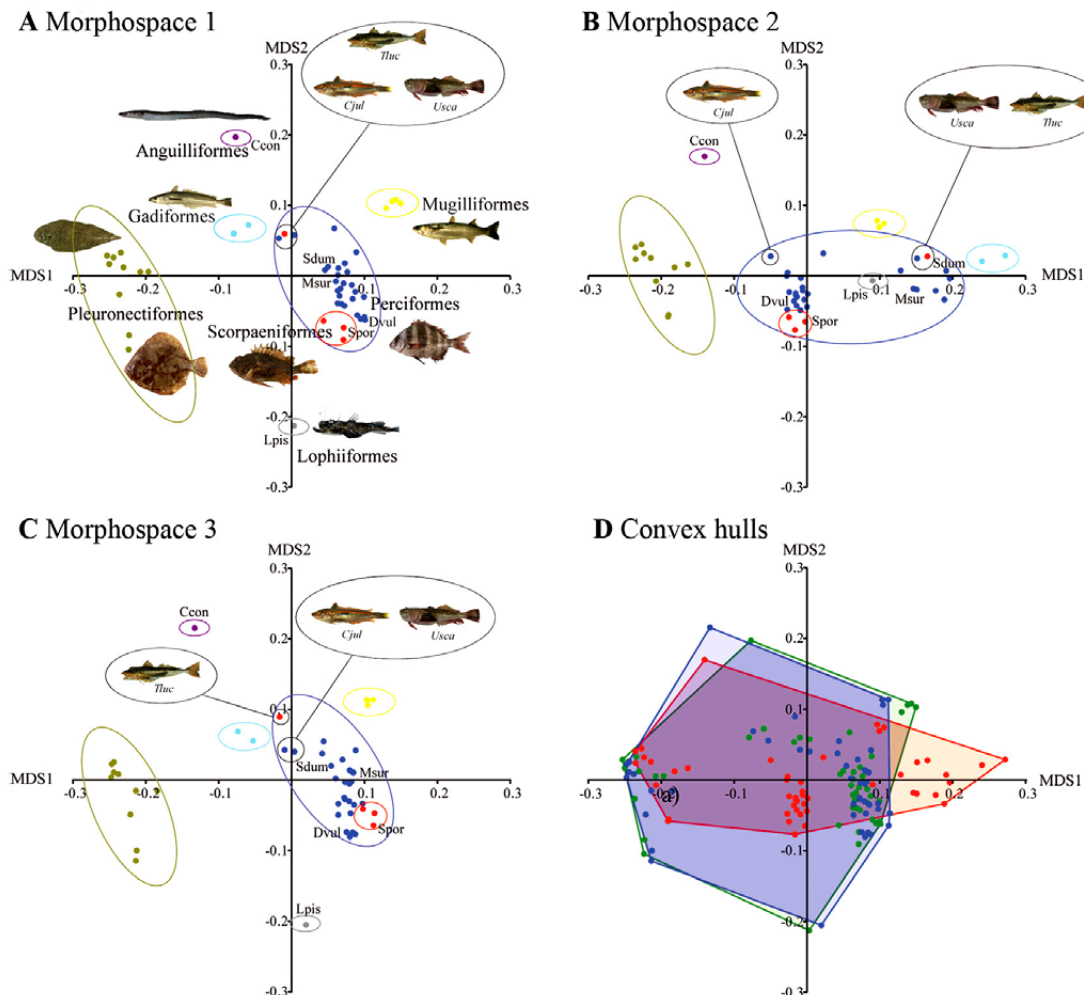 A Morphospace 1
MDS2
0.3
Tluc
Cjul
Usca
0.2
Ccon
Anguilliformes
Gadiformes
0.1
Mugilliformes
Sdum
MDS1
-0.3
-0.2
-0.1
0.1
0.2
0.3
Msur
Perciformes
Pleuronectiformes
Scorpaeniformes
Dvul
Spor
-0.1
-0.2
Lpis
Lophiiformes
-0.3
B Morphospace 2
MDS2
0.3
Cjul
Usca
Tluc
0.2
Ccon
0.1
Sdum
MDS1
-0.3
-0.2
-0.1
Lpis
0.1
0.2
0.3
Dvul
Msur
Spor
-0.1
-0.2
-0.3
C Morphospace 3
MDS2
0.3
Ccon
Cjul
Usca
0.2
Tluc
0.1
Sdum
Msur
MDS1
-0.3
-0.2
-0.1
0.1
0.2
0.3
Dvul
Spor
-0.1
Lpis
-0.2
-0.3
D Convex hulls
MDS2
0.3
0.2
0.1
MDS1
-0.3
-0.2
a)
-0.1
0.1
0.2
0.3
-0.1
-0.2
-0.3